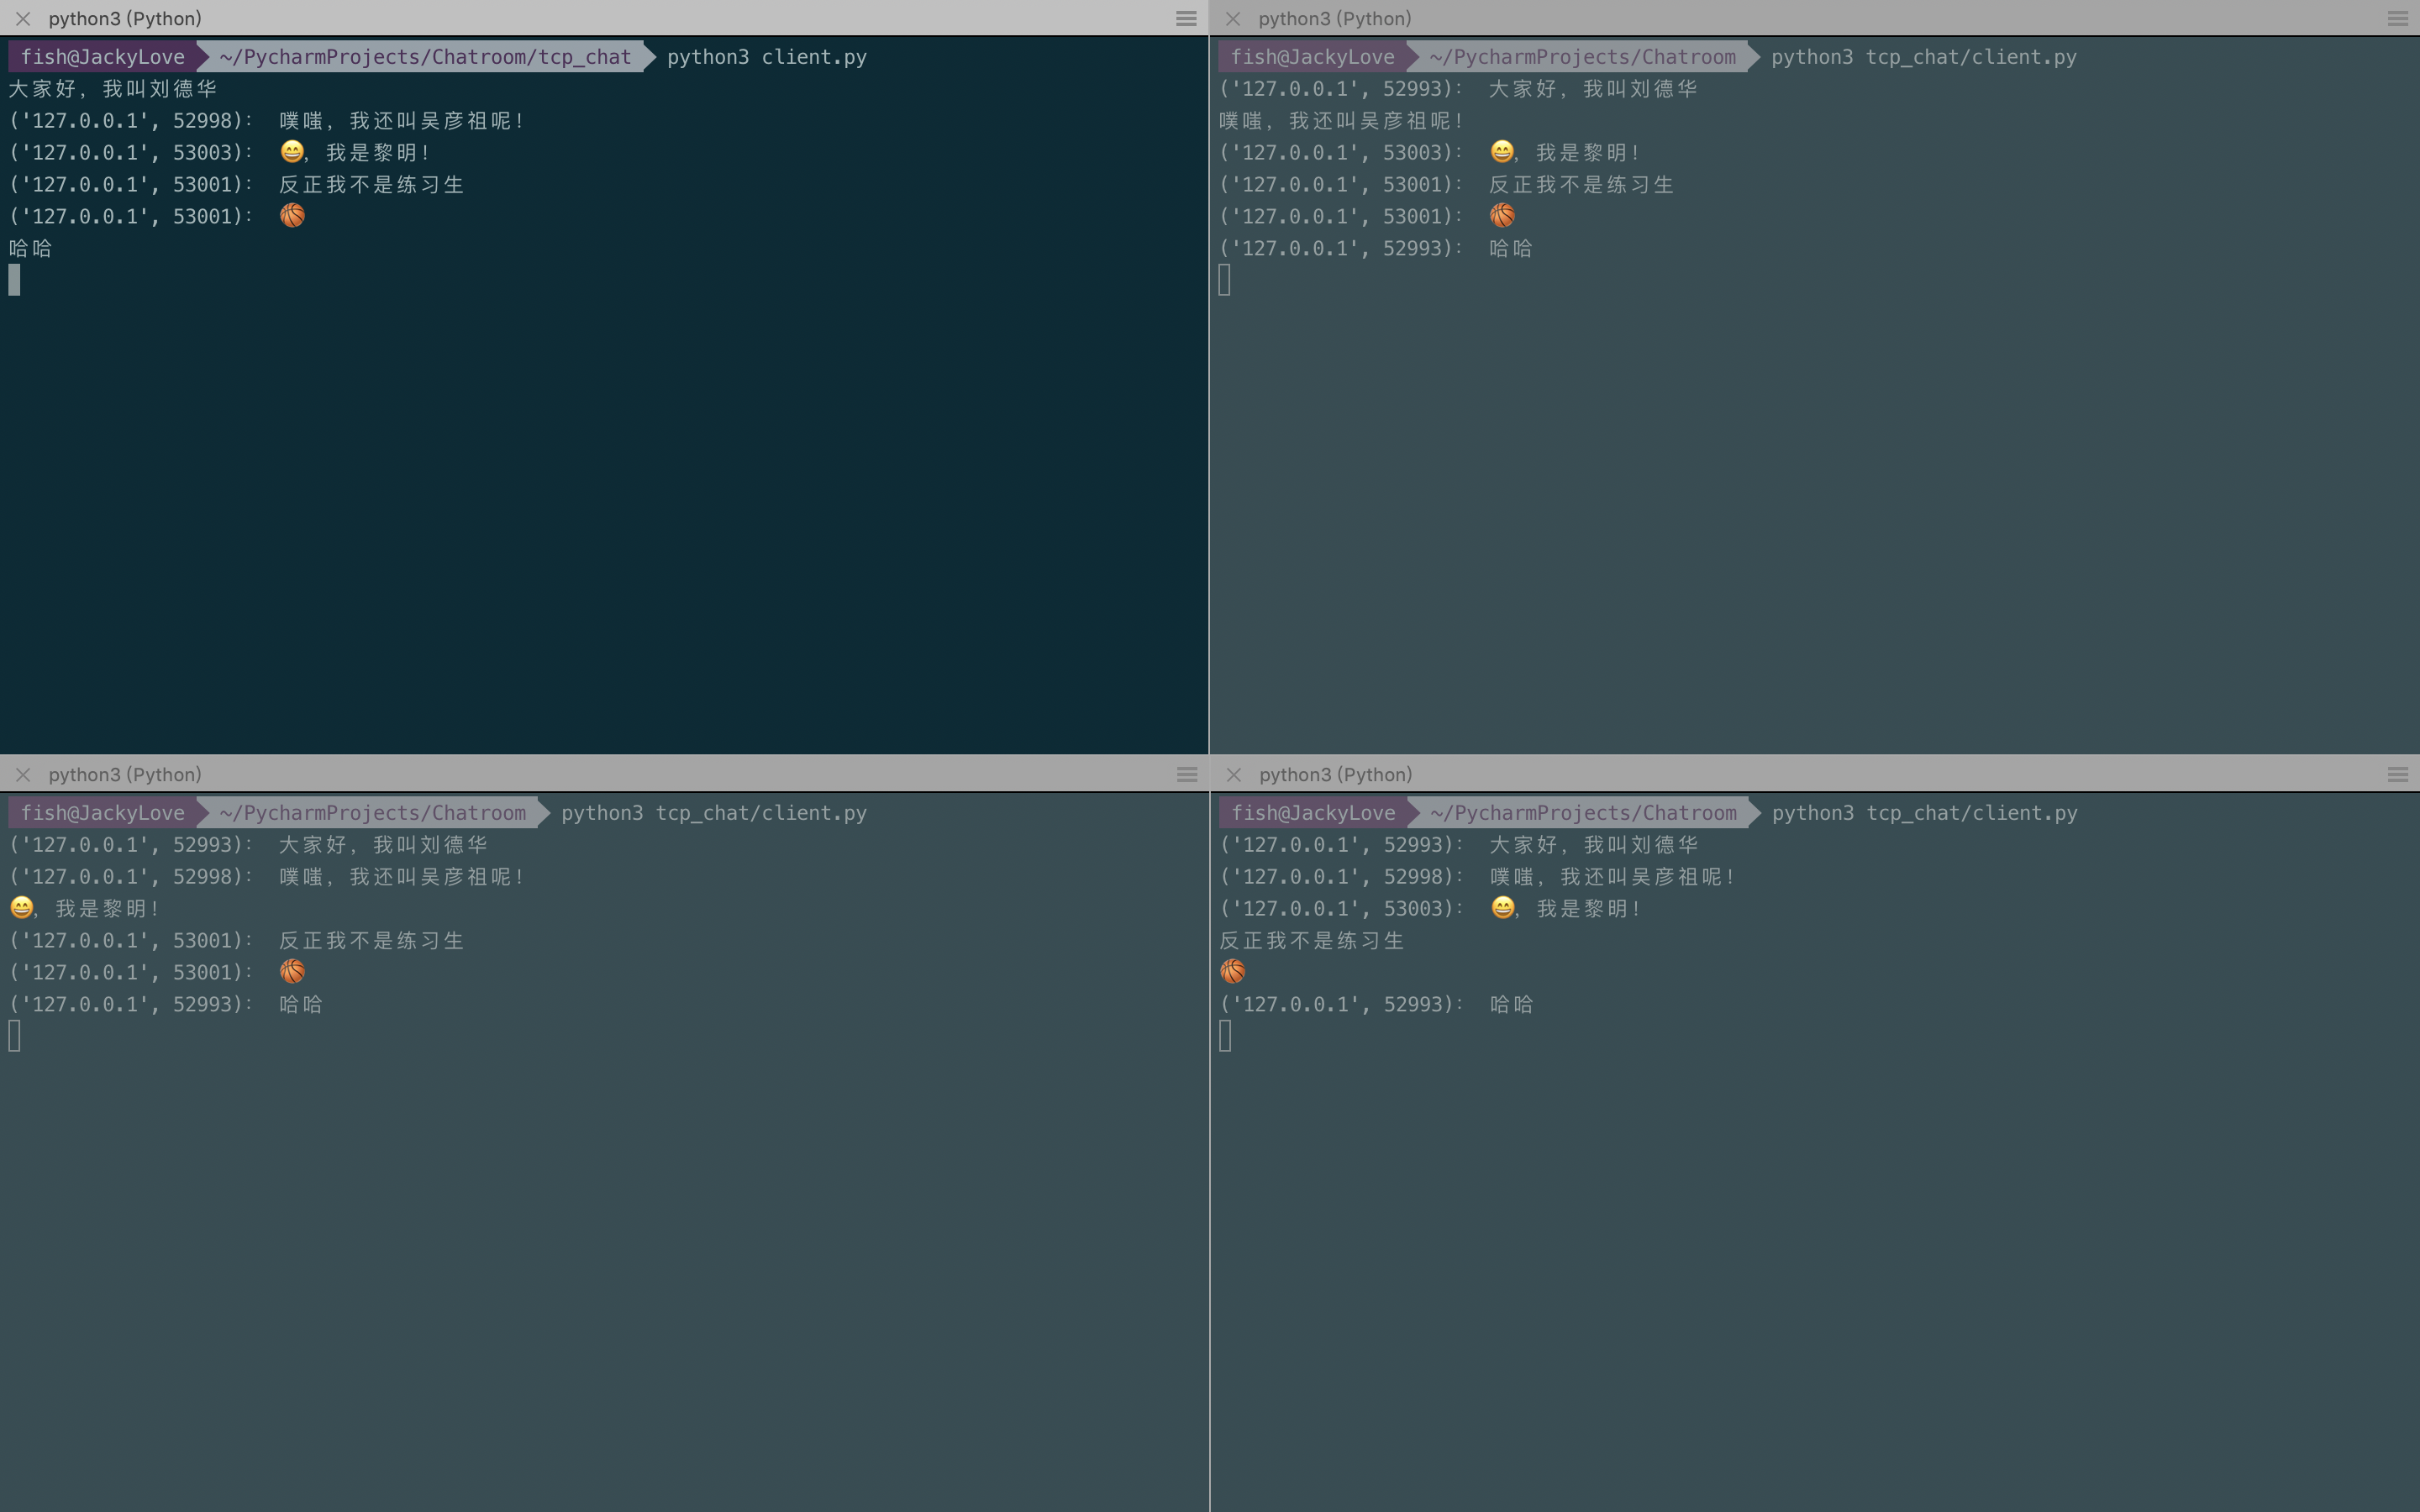 python3 (Python)
fish@JackyLove ~/PycharmProjects/Chatroom/tcp_chat python3 client.py
大家好，我叫刘德华
('127.0.0.1', 52998)： 噗嗤，我还叫吴彦祖呢！
('127.0.0.1', 53003)： 😄，我是黎明！
('127.0.0.1', 53001)： 反正我不是练习生
('127.0.0.1', 53001)： 🏀
哈哈
python3 (Python)
fish@JackyLove ~/PycharmProjects/Chatroom python3 tcp_chat/client.py
('127.0.0.1', 52993)： 大家好，我叫刘德华
噗嗤，我还叫吴彦祖呢！
('127.0.0.1', 53003)： 😄，我是黎明！
('127.0.0.1', 53001)： 反正我不是练习生
('127.0.0.1', 53001)： 🏀
('127.0.0.1', 52993)： 哈哈
python3 (Python)
fish@JackyLove ~/PycharmProjects/Chatroom python3 tcp_chat/client.py
('127.0.0.1', 52993)： 大家好，我叫刘德华
('127.0.0.1', 52998)： 噗嗤，我还叫吴彦祖呢！
😄，我是黎明！
('127.0.0.1', 53001)： 反正我不是练习生
('127.0.0.1', 53001)： 🏀
('127.0.0.1', 52993)： 哈哈
python3 (Python)
fish@JackyLove ~/PycharmProjects/Chatroom python3 tcp_chat/client.py
('127.0.0.1', 52993)： 大家好，我叫刘德华
('127.0.0.1', 52998)： 噗嗤，我还叫吴彦祖呢！
('127.0.0.1', 53003)： 😄，我是黎明！
反正我不是练习生
🏀
('127.0.0.1', 52993)： 哈哈